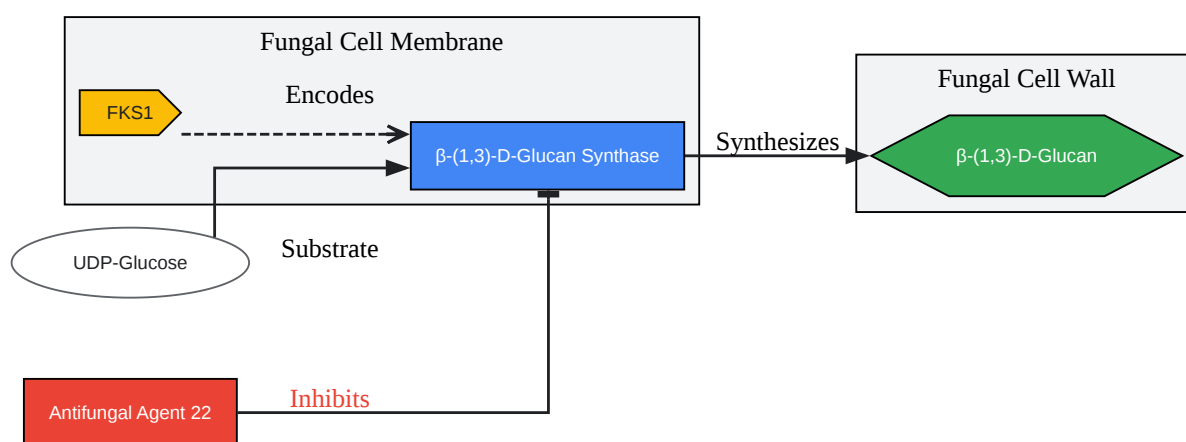 Fungal Cell Membrane
FKS1
Encodes
β-(1,3)-D-Glucan Synthase
Synthesizes
Fungal Cell Wall
β-(1,3)-D-Glucan
UDP-Glucose
Substrate
Antifungal Agent 22
Inhibits